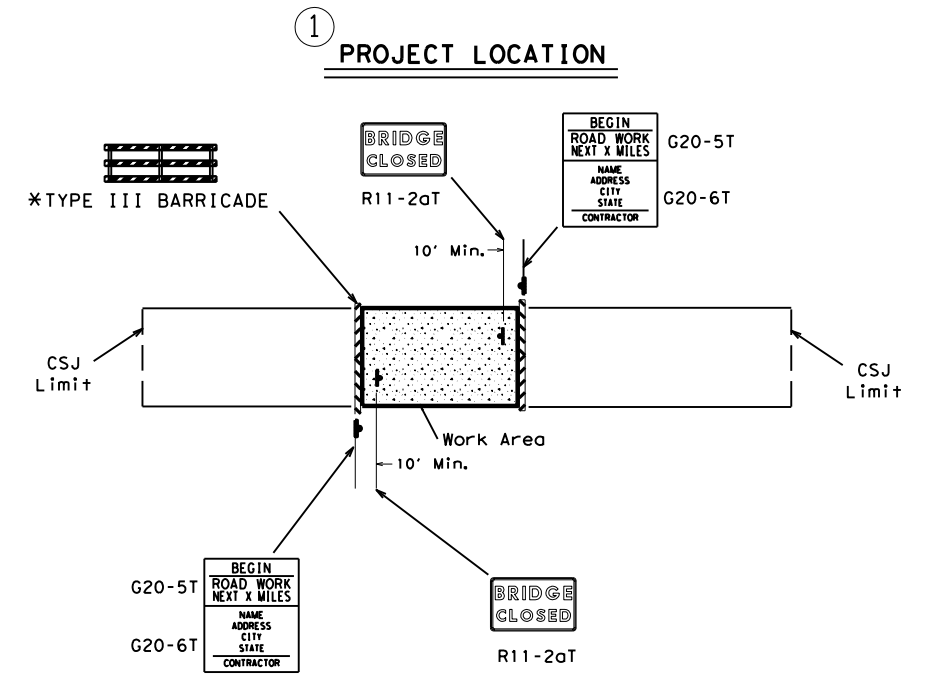 1
PROJECT LOCATION
BRIDGE
CLOSED
R11-2aT
BEGIN
ROAD WORK
NEXT X MILES
NAME
ADDRESS
CITY
STATE
CONTRACTOR
G20-5T
G20-6T
*TYPE III BARRICADE
10' Min.
CSJ
Limit
CSJ
Limit
Work Area
10' Min.
G20-5T
G20-6T
BEGIN
ROAD WORK
NEXT X MILES
NAME
ADDRESS
CITY
STATE
CONTRACTOR
BRIDGE
CLOSED
R11-2aT